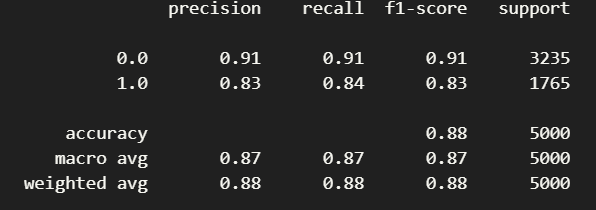 precision recall f1-score support
0.0 0.91 0.91 0.91 3235
1.0 0.83 0.84 0.83 1765
accuracy 0.88 5000
macro avg 0.87 0.87 0.87 5000
weighted avg 0.88 0.88 0.88 5000